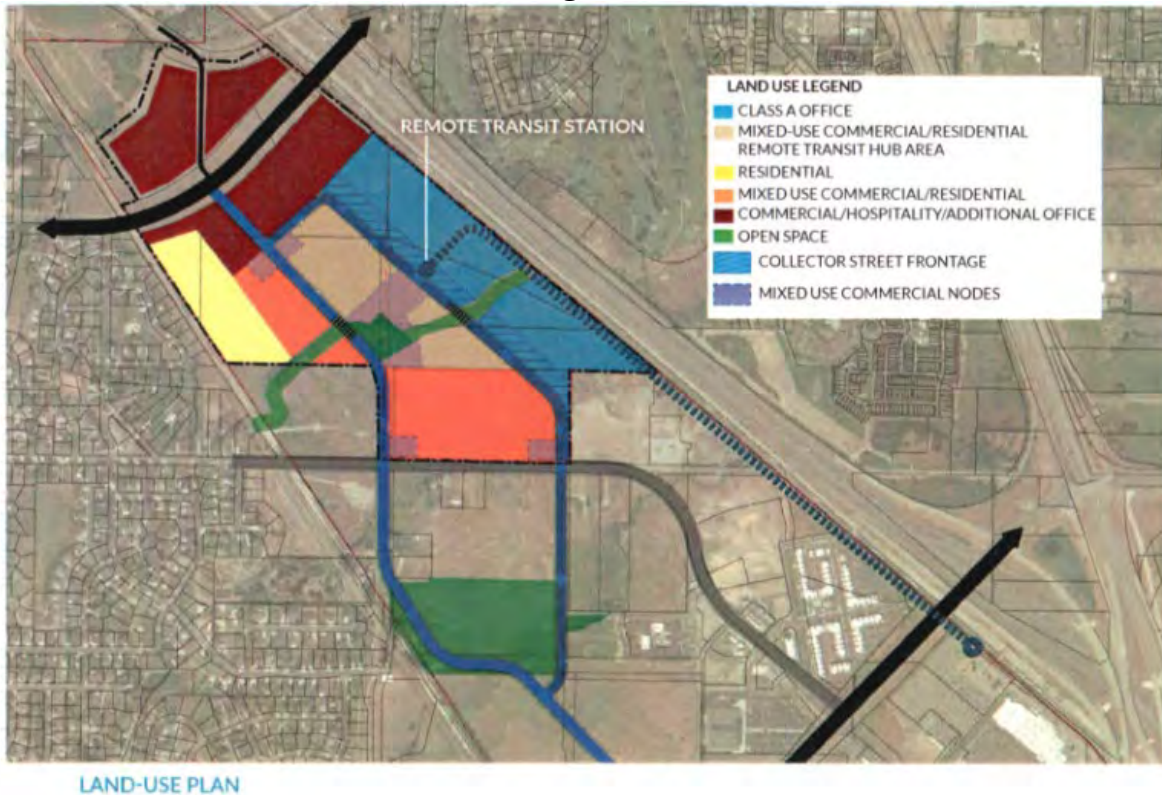 REMOTE TRANSIT STATION
LAND USE LEGEND
CLASS A OFFICE
MIXED-USE COMMERCIAL/RESIDENTIAL
REMOTE TRANSIT HUB AREA
RESIDENTIAL
MIXED USE COMMERCIAL/RESIDENTIAL
COMMERCIAL/HOSPITALITY/ADDITIONAL OFFICE
OPEN SPACE
COLLECTOR STREET FRONTAGE
MIXED USE COMMERCIAL NODES
LAND-USE PLAN